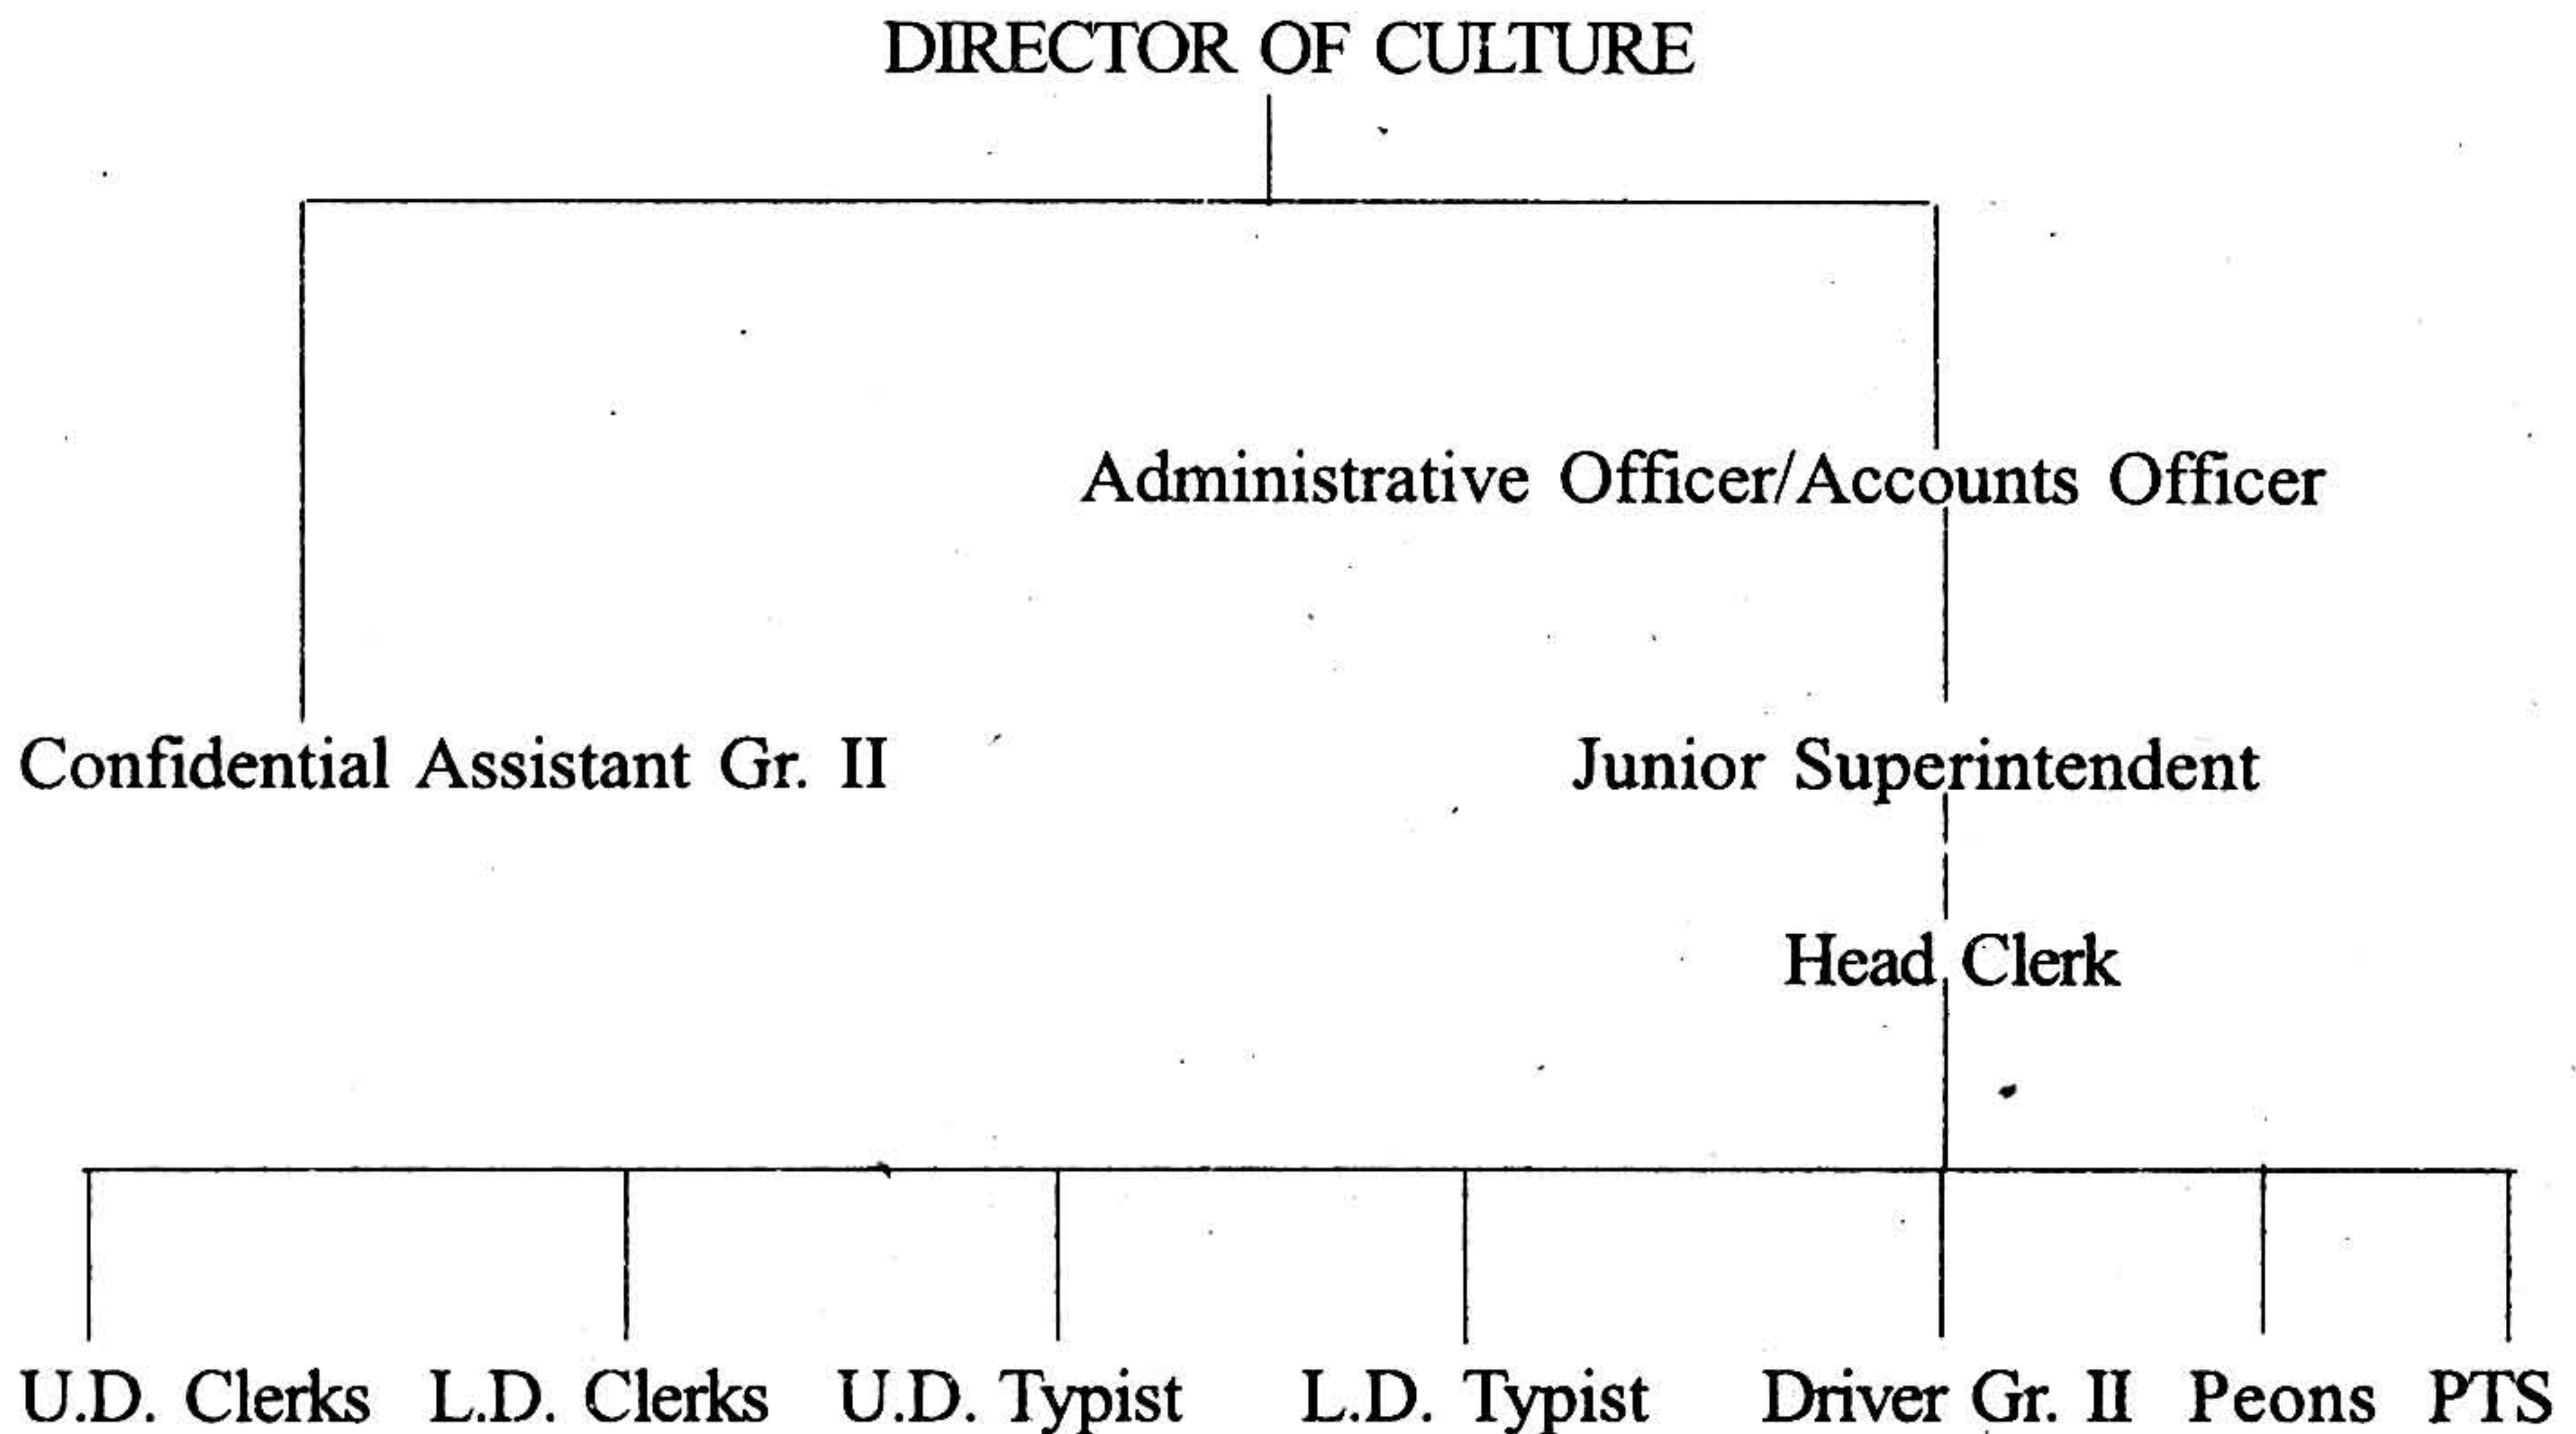 DIRECTOR OF CULTURE
Administrative Officer/Accounts Officer
Confidential Assistant Gr. II
Junior Superintendent
Head Clerk
U.D. Clerks
L.D. Clerks
U.D. Typist
L.D. Typist
Driver Gr. II
Peons
PTS